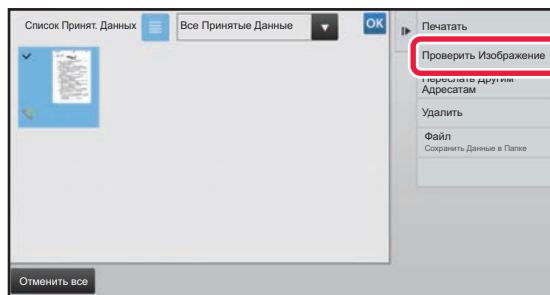 Список Принят. Данных
Все Принятые Данные
OK
Печатать
Проверить Изображение
Переслать Другим
Адресатам
Удалить
Файл
Сохранить Данные в Папке
Отменить все